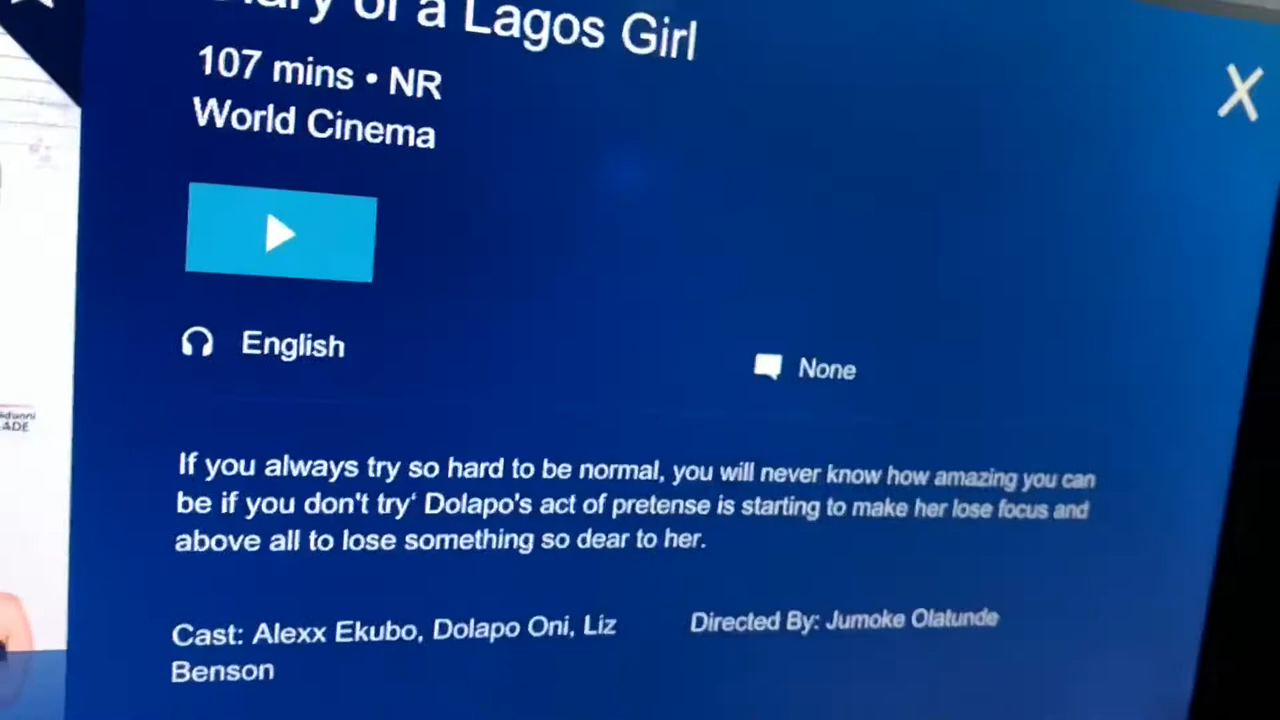 Diary of a Lagos Girl
107 mins • NR
World Cinema
X
English
None
If you always try so hard to be normal, you will never know how amazing you can
be if you don't try‘ Dolapo's act of pretense is starting to make her lose focus and
above all to lose something so dear to her.
Cast: Alexx Ekubo, Dolapo Oni, Liz
Benson
Directed By: Jumoke Olatunde
ADE